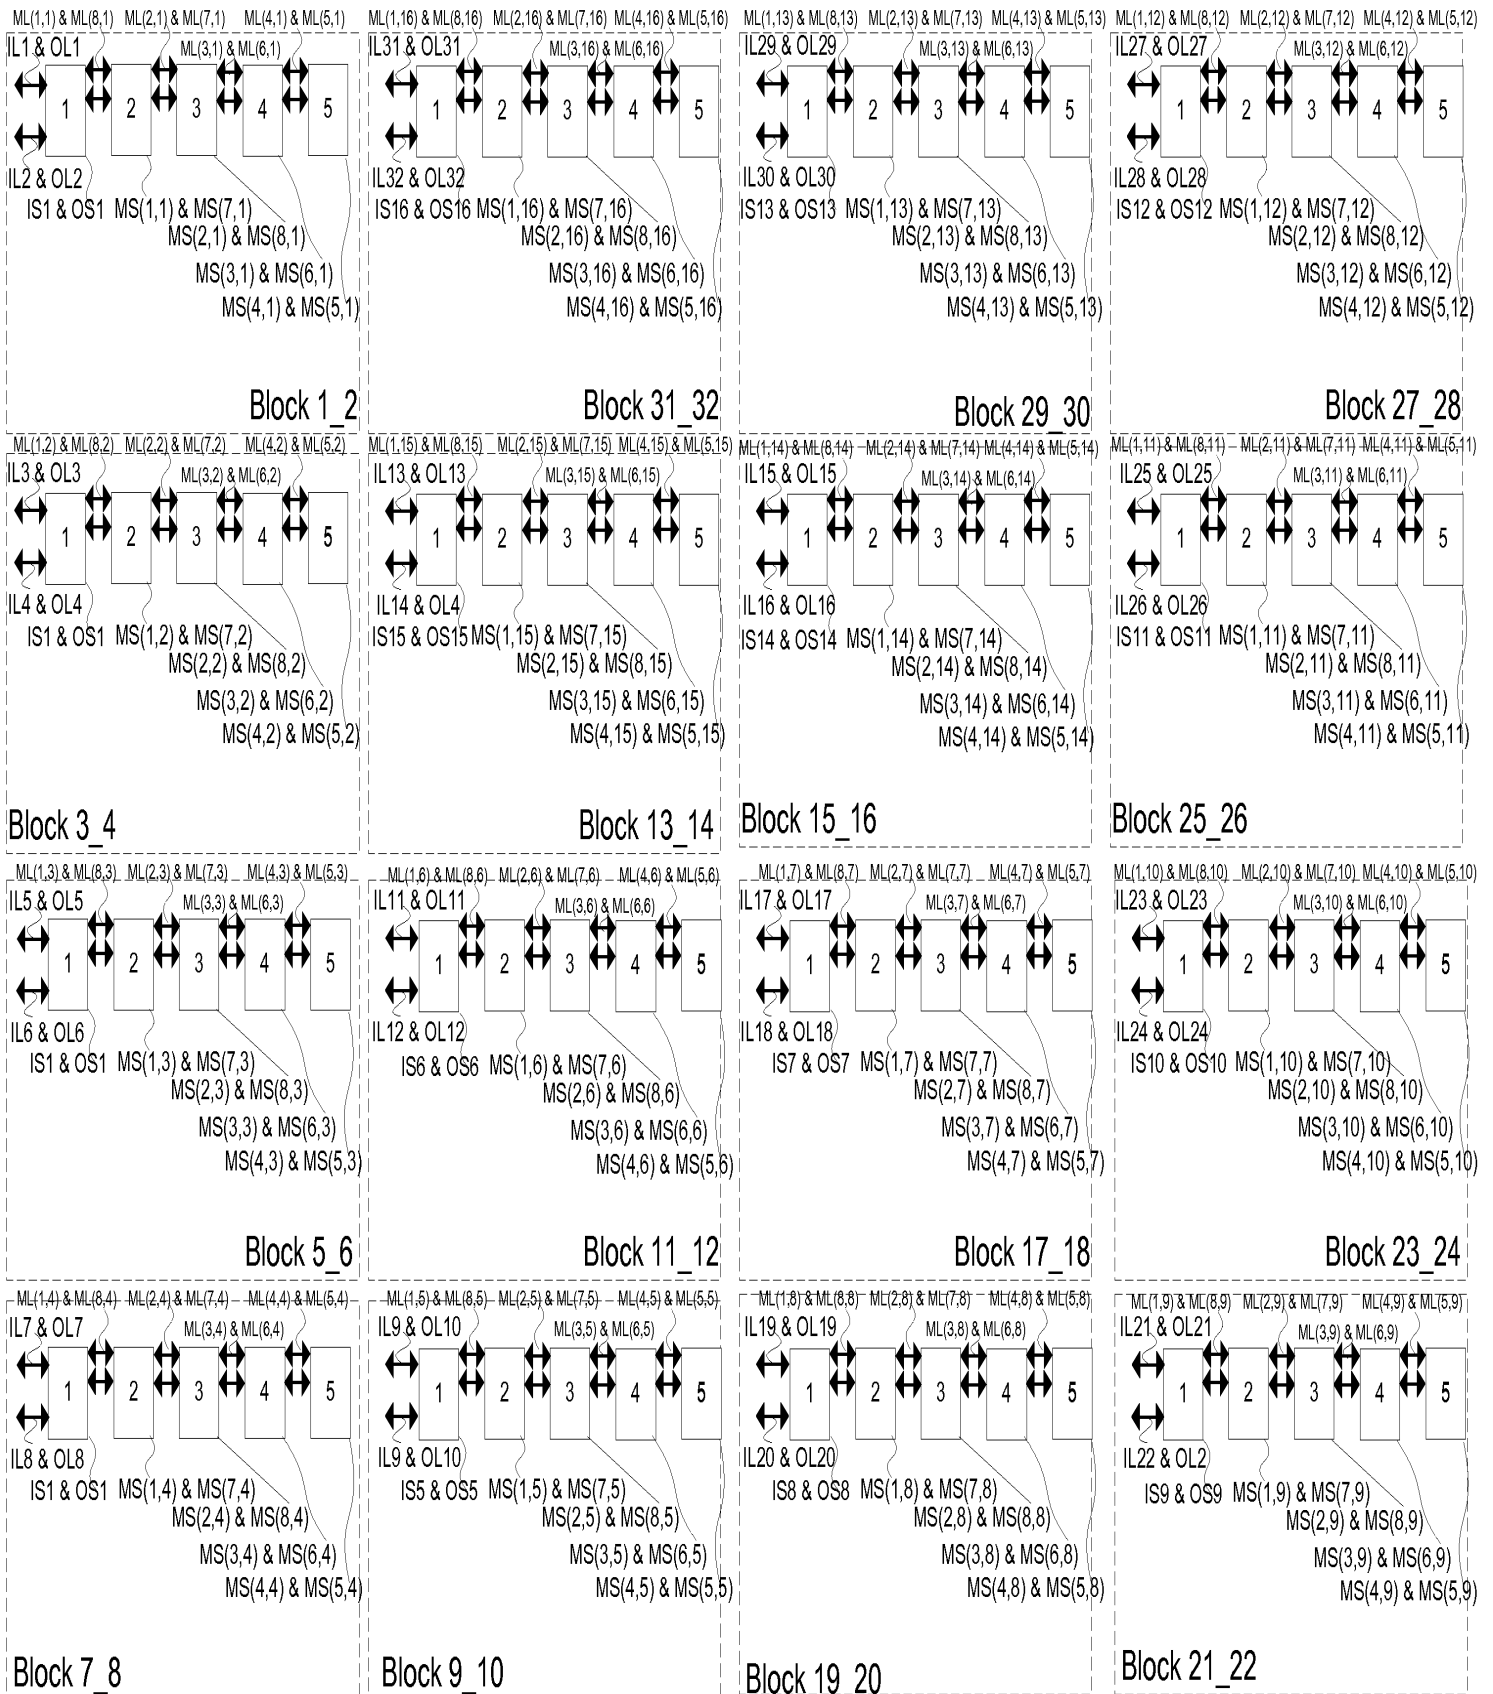 ML(1,1) & ML(8,1) ML(2,1) & ML(7,1) ML(4,1) & ML(5,1)
IL1 & OL1
ML(3,1) & ML(6,1)
1 2 3 4 5
IL2 & OL2
IS1 & OS1 MS(1,1) & MS(7,1)
MS(2,1) & MS(8,1)
MS(3,1) & MS(6,1)
MS(4,1) & MS(5,1)
Block 1_2
ML(1,16) & ML(8,16) ML(2,16) & ML(7,16) ML(4,16) & ML(5,16)
IL31 & OL31
ML(3,16) & ML(6,16)
1 2 3 4 5
IL32 & OL32
IS16 & OS16 MS(1,16) & MS(7,16)
MS(2,16) & MS(8,16)
MS(3,16) & MS(6,16)
MS(4,16) & MS(5,16)
Block 31_32
ML(1,13) & ML(8,13) ML(2,13) & ML(7,13) ML(4,13) & ML(5,13)
IL29 & OL29
ML(3,13) & ML(6,13)
1 2 3 4 5
IL30 & OL30
IS13 & OS13 MS(1,13) & MS(7,13)
MS(2,13) & MS(8,13)
MS(3,13) & MS(6,13)
MS(4,13) & MS(5,13)
Block 29_30
ML(1,12) & ML(8,12) ML(2,12) & ML(7,12) ML(4,12) & ML(5,12)
IL27 & OL27
ML(3,12) & ML(6,12)
1 2 3 4 5
IL28 & OL28
IS12 & OS12 MS(1,12) & MS(7,12)
MS(2,12) & MS(8,12)
MS(3,12) & MS(6,12)
MS(4,12) & MS(5,12)
Block 27_28
ML(1,2) & ML(8,2) ML(2,2) & ML(7,2) ML(4,2) & ML(5,2)
IL3 & OL3
ML(3,2) & ML(6,2)
1 2 3 4 5
IL4 & OL4
IS1 & OS1 MS(1,2) & MS(7,2)
MS(2,2) & MS(8,2)
MS(3,2) & MS(6,2)
MS(4,2) & MS(5,2)
Block 3_4
ML(1,15) & ML(8,15) ML(2,15) & ML(7,15) ML(4,15) & ML(5,15)
IL13 & OL13
ML(3,15) & ML(6,15)
1 2 3 4 5
IL14 & OL4
IS15 & OS15 MS(1,15) & MS(7,15)
MS(2,15) & MS(8,15)
MS(3,15) & MS(6,15)
MS(4,15) & MS(5,15)
Block 13_14
ML(1,14) & ML(8,14) ML(2,14) & ML(7,14) ML(4,14) & ML(5,14)
IL15 & OL15
ML(3,14) & ML(6,14)
1 2 3 4 5
IL16 & OL16
IS14 & OS14 MS(1,14) & MS(7,14)
MS(2,14) & MS(8,14)
MS(3,14) & MS(6,14)
MS(4,14) & MS(5,14)
Block 15_16
ML(1,11) & ML(8,11) ML(2,11) & ML(7,11) ML(4,11) & ML(5,11)
IL25 & OL25
ML(3,11) & ML(6,11)
1 2 3 4 5
IL26 & OL26
IS11 & OS11 MS(1,11) & MS(7,11)
MS(2,11) & MS(8,11)
MS(3,11) & MS(6,11)
MS(4,11) & MS(5,11)
Block 25_26
ML(1,3) & ML(8,3) ML(2,3) & ML(7,3) ML(4,3) & ML(5,3)
IL5 & OL5
ML(3,3) & ML(6,3)
1 2 3 4 5
IL6 & OL6
IS1 & OS1 MS(1,3) & MS(7,3)
MS(2,3) & MS(8,3)
MS(3,3) & MS(6,3)
MS(4,3) & MS(5,3)
Block 5_6
ML(1,6) & ML(8,6) ML(2,6) & ML(7,6) ML(4,6) & ML(5,6)
IL11 & OL11
ML(3,6) & ML(6,6)
1 2 3 4 5
IL12 & OL12
IS6 & OS6 MS(1,6) & MS(7,6)
MS(2,6) & MS(8,6)
MS(3,6) & MS(6,6)
MS(4,6) & MS(5,6)
Block 11_12
ML(1,7) & ML(8,7) ML(2,7) & ML(7,7) ML(4,7) & ML(5,7)
IL17 & OL17
ML(3,7) & ML(6,7)
1 2 3 4 5
IL18 & OL18
IS7 & OS7 MS(1,7) & MS(7,7)
MS(2,7) & MS(8,7)
MS(3,7) & MS(6,7)
MS(4,7) & MS(5,7)
Block 17_18
ML(1,10) & ML(8,10) ML(2,10) & ML(7,10) ML(4,10) & ML(5,10)
IL23 & OL23
ML(3,10) & ML(6,10)
1 2 3 4 5
IL24 & OL24
IS10 & OS10 MS(1,10) & MS(7,10)
MS(2,10) & MS(8,10)
MS(3,10) & MS(6,10)
MS(4,10) & MS(5,10)
Block 23_24
ML(1,4) & ML(8,4) ML(2,4) & ML(7,4) ML(4,4) & ML(5,4)
IL7 & OL7
ML(3,4) & ML(6,4)
1 2 3 4 5
IL8 & OL8
IS1 & OS1 MS(1,4) & MS(7,4)
MS(2,4) & MS(8,4)
MS(3,4) & MS(6,4)
MS(4,4) & MS(5,4)
Block 7_8
ML(1,5) & ML(8,5) ML(2,5) & ML(7,5) ML(4,5) & ML(5,5)
IL9 & OL10
ML(3,5) & ML(6,5)
1 2 3 4 5
IL9 & OL10
IS5 & OS5 MS(1,5) & MS(7,5)
MS(2,5) & MS(8,5)
MS(3,5) & MS(6,5)
MS(4,5) & MS(5,5)
Block 9_10
ML(1,8) & ML(8,8) ML(2,8) & ML(7,8) ML(4,8) & ML(5,8)
IL19 & OL19
ML(3,8) & ML(6,8)
1 2 3 4 5
IL20 & OL20
IS8 & OS8 MS(1,8) & MS(7,8)
MS(2,8) & MS(8,8)
MS(3,8) & MS(6,8)
MS(4,8) & MS(5,8)
Block 19_20
ML(1,9) & ML(8,9) ML(2,9) & ML(7,9) ML(4,9) & ML(5,9)
IL21 & OL21
ML(3,9) & ML(6,9)
1 2 3 4 5
IL22 & OL2
IS9 & OS9 MS(1,9) & MS(7,9)
MS(2,9) & MS(8,9)
MS(3,9) & MS(6,9)
MS(4,9) & MS(5,9)
Block 21_22